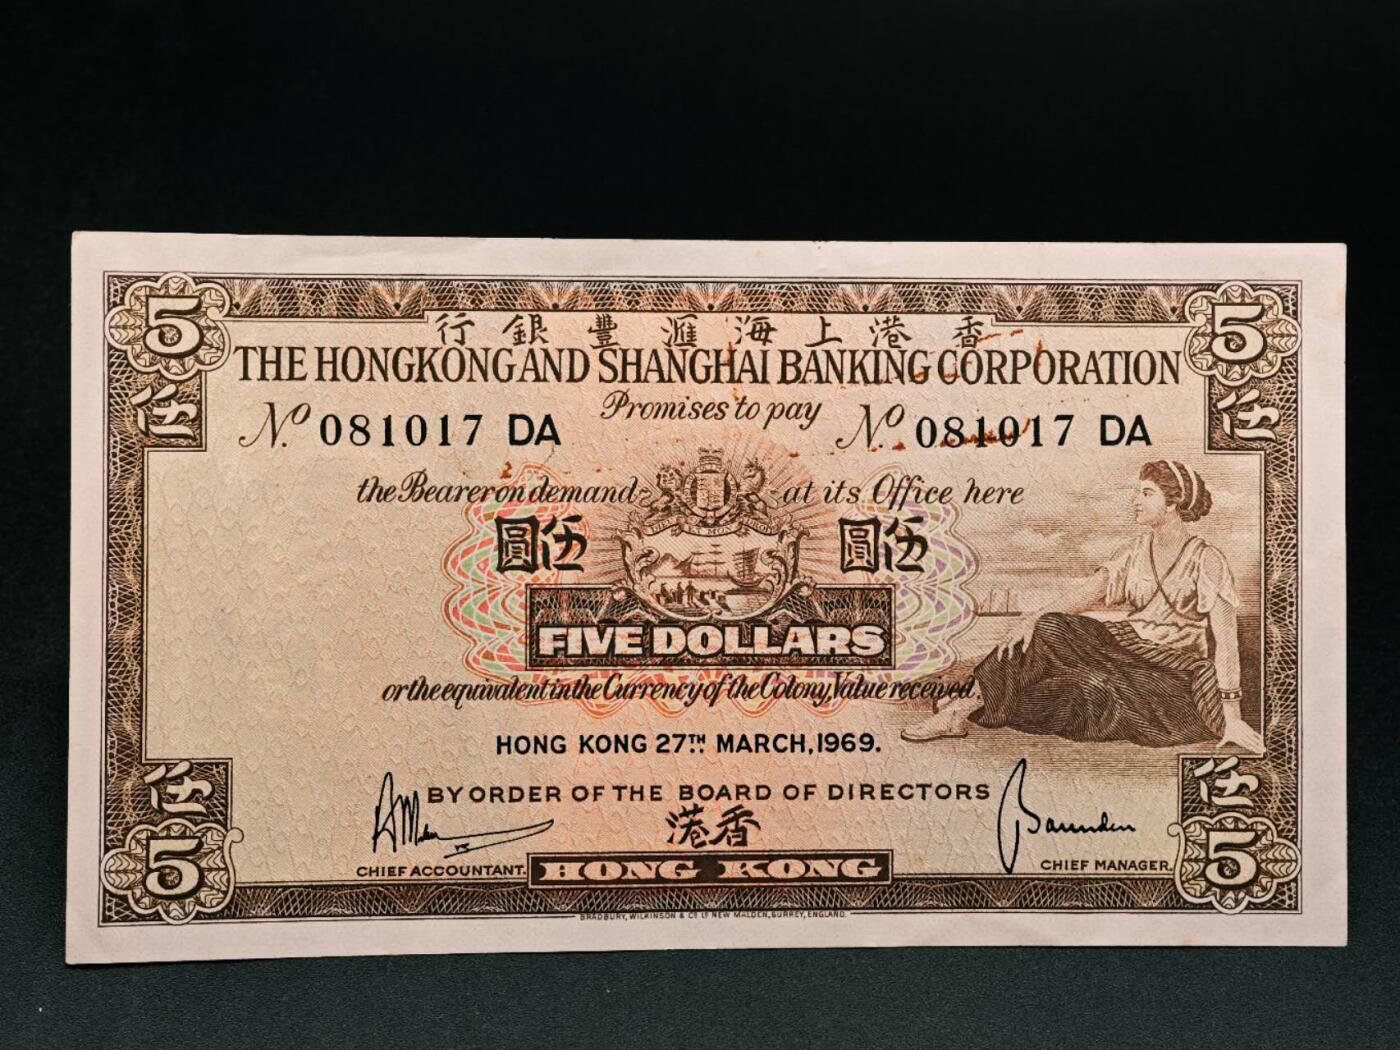 5 5
行銀豐滙海上港香
THE HONGKONG AND SHANGHAI BANKING CORPORATION
伍 伍
Promises to pay
No. 081017 DA No. 081017 DA
the Bearer on demand at its Office here
圓伍 圓伍
FIVE DOLLARS
or the equivalent in the Currency of the Colony, Value received.
HONG KONG 27TH MARCH, 1969.
伍 伍
BY ORDER OF THE BOARD OF DIRECTORS
港香
5 5
CHIEF ACCOUNTANT. HONG KONG CHIEF MANAGER.
BRADBURY, WILKINSON & Co. Ld. NEW MALDEN, SURREY, ENGLAND.